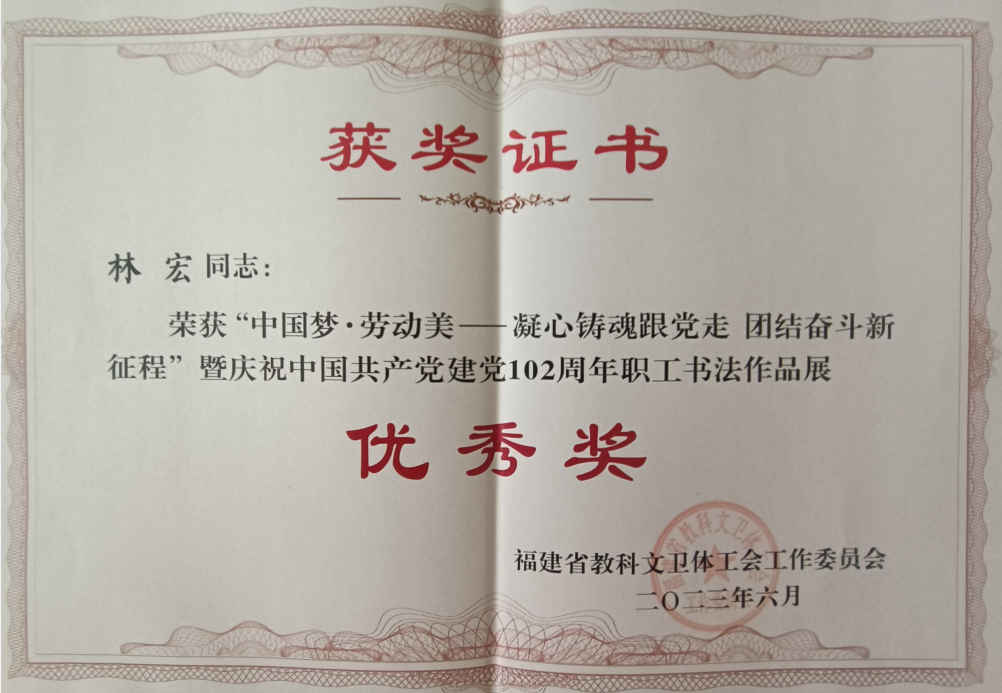 获奖证书
林 宏 同志：
荣获“中国梦·劳动美——凝心铸魂跟党走 团结奋斗新
征程”暨庆祝中国共产党建党102周年职工书法作品展
优秀奖
福建省教科文卫体工会工作委员会
二〇二三年六月